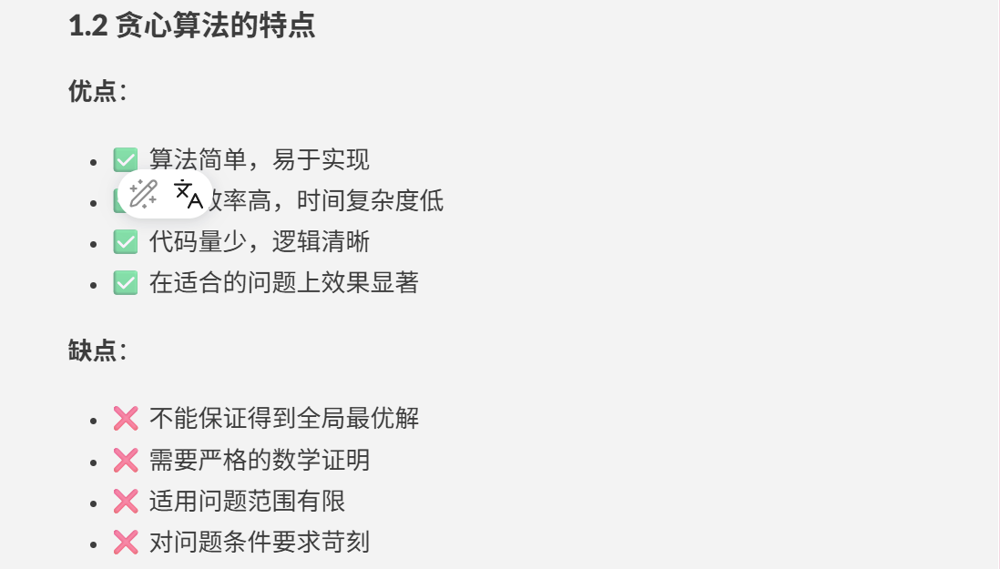 1.2 贪心算法的特点
优点：
• ✅ 算法简单，易于实现
• ✅ 率高，时间复杂度低
• ✅ 代码量少，逻辑清晰
• ✅ 在适合的问题上效果显著
缺点：
• ❌ 不能保证得到全局最优解
• ❌ 需要严格的数学证明
• ❌ 适用问题范围有限
• ❌ 对问题条件要求苛刻